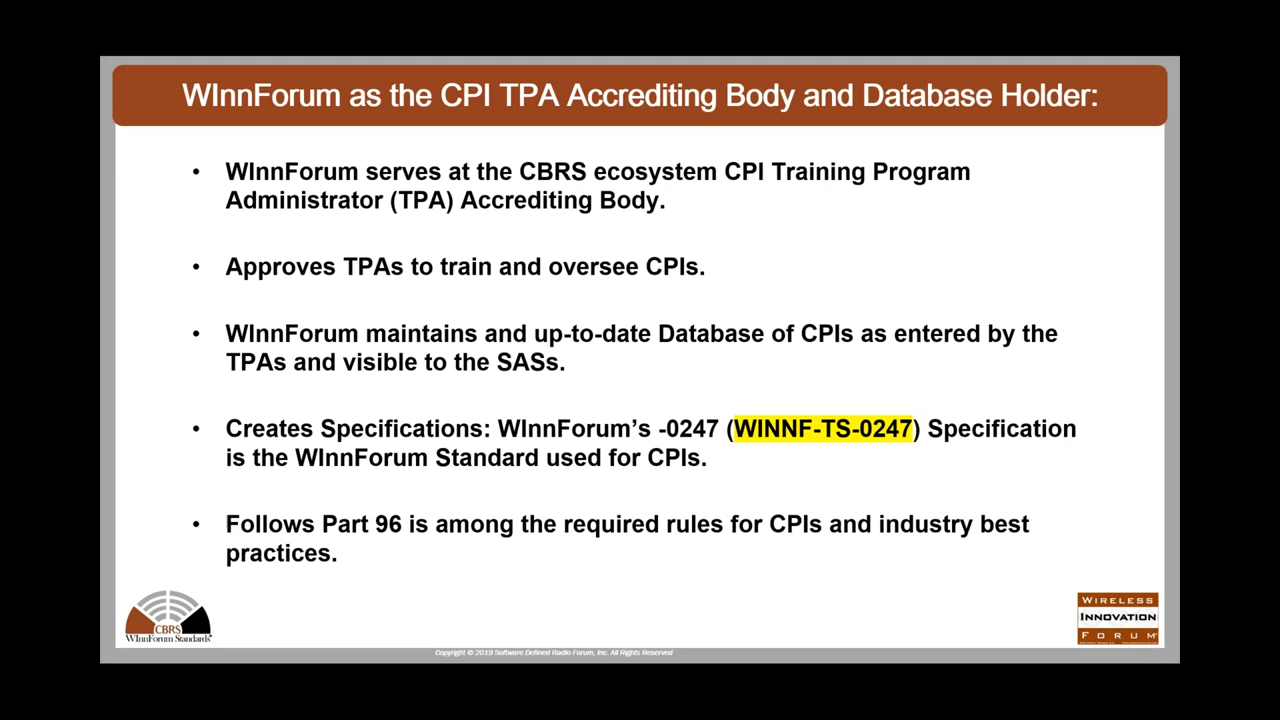 WInnForum as the CPI TPA Accrediting Body and Database Holder:
• WInnForum serves at the CBRS ecosystem CPI Training Program
Administrator (TPA) Accrediting Body.
• Approves TPAs to train and oversee CPIs.
• WInnForum maintains and up-to-date Database of CPIs as entered by the
TPAs and visible to the SASs.
• Creates Specifications: WInnForum's -0247 (WINNF-TS-0247) Specification
is the WInnForum Standard used for CPIs.
• Follows Part 96 is among the required rules for CPIs and industry best
practices.
CBRS
WInnForum Standards
WIRELESS
INNOVATION
FORUM
Copyright © 2019 Software Defined Radio Forum, Inc. All Rights Reserved